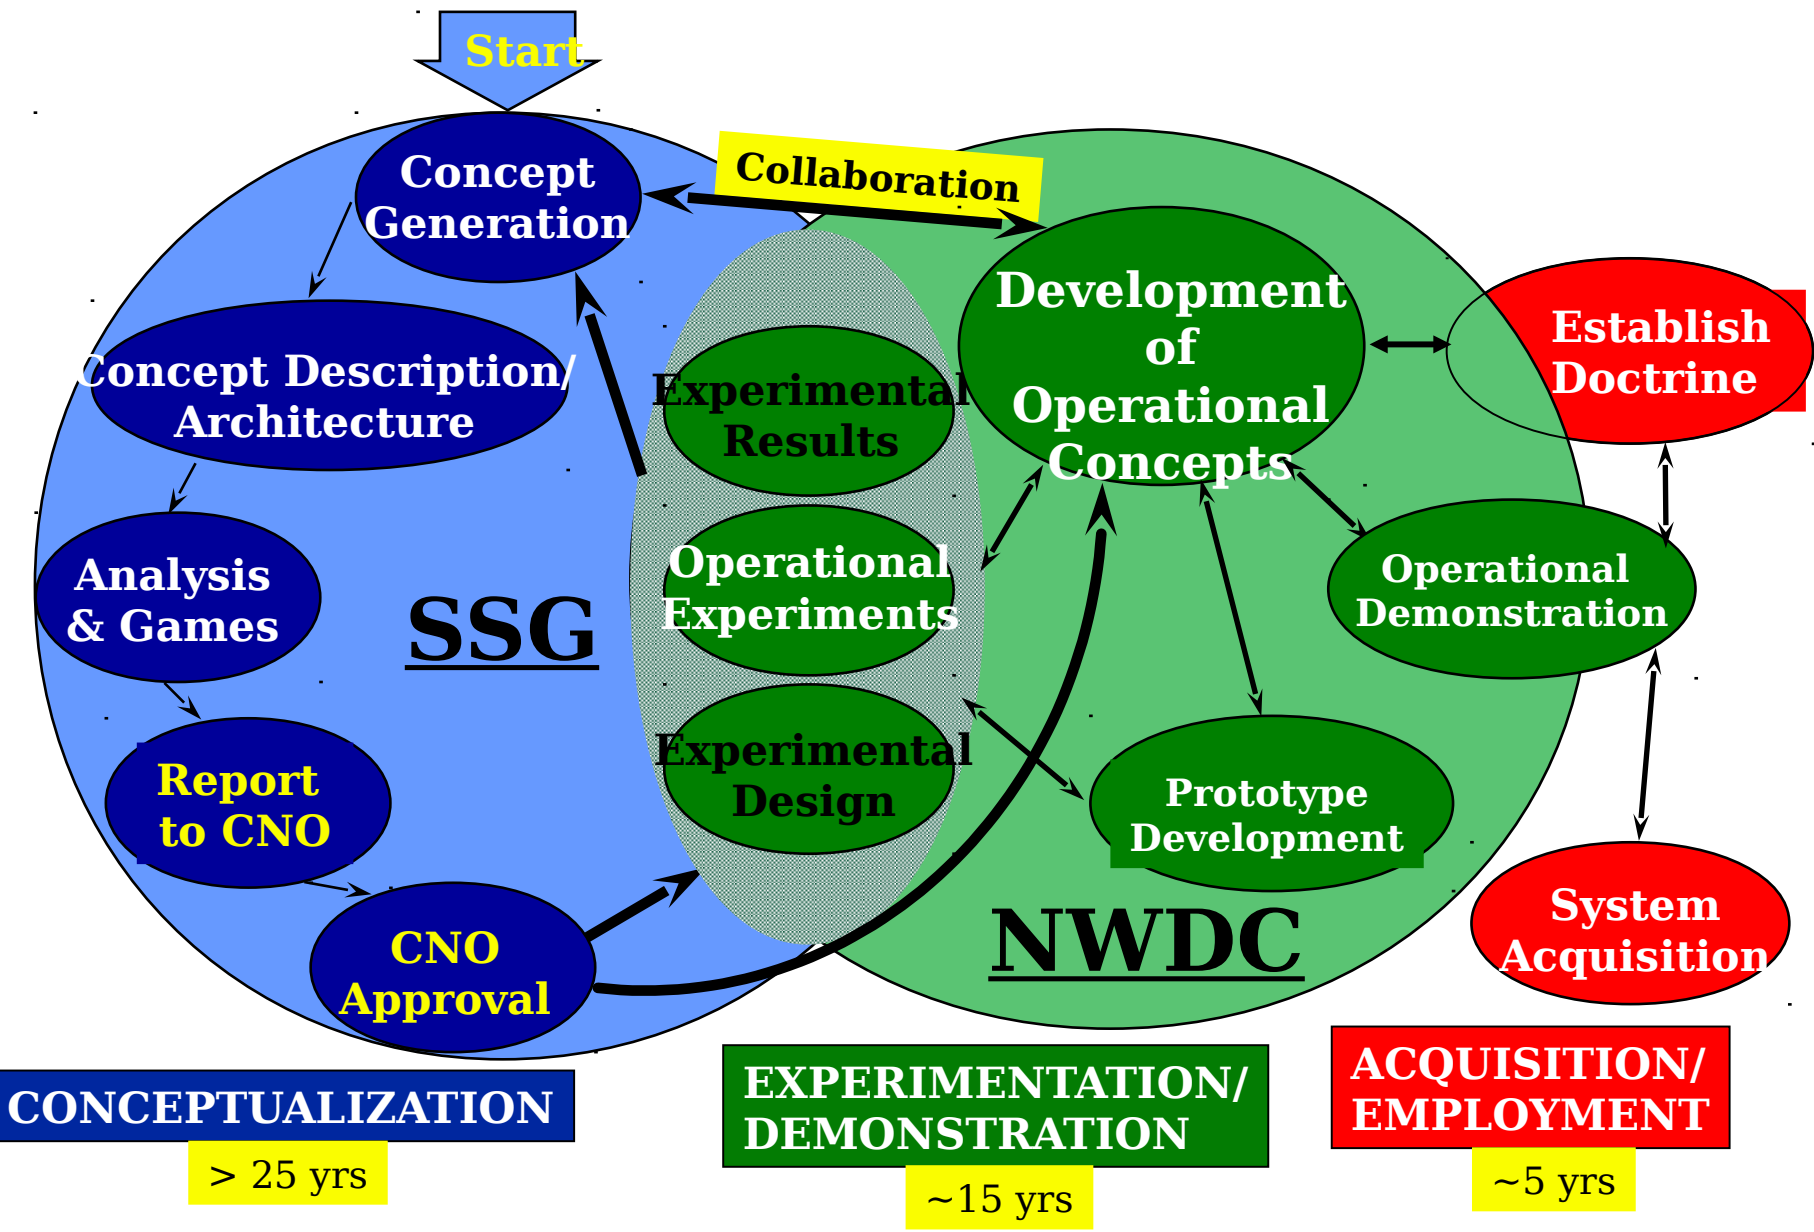 Start
Concept
Generation
Collaboration
Concept Description/
Architecture
Development
of
Operational
Concepts
Establish
Doctrine
Experimental
Results
Analysis
& Games
SSG
Operational
Experiments
Operational
Demonstration
Report
to CNO
Experimental
Design
Prototype
Development
CNO
Approval
NWDC
System
Acquisition
CONCEPTUALIZATION
> 25 yrs
EXPERIMENTATION/
DEMONSTRATION
~15 yrs
ACQUISITION/
EMPLOYMENT
~5 yrs